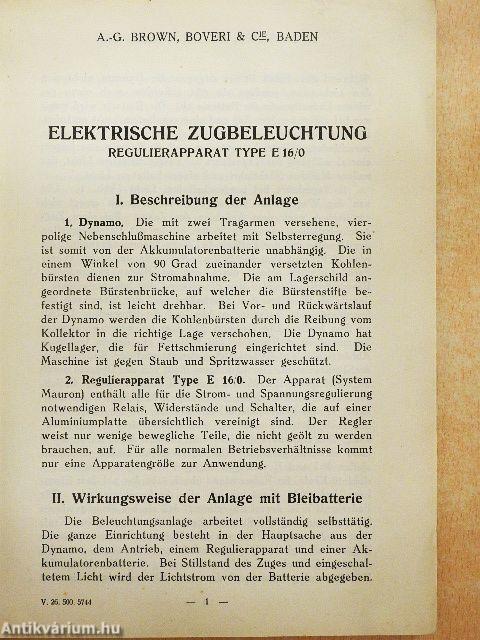 A.-G. BROWN, BOVERI & CIE, BADEN
ELEKTRISCHE ZUGBELEUCHTUNG
REGULIERAPPARAT TYPE E 16/0
I. Beschreibung der Anlage
1. Dynamo. Die mit zwei Tragarmen versehene, vier-
polige Nebenschlußmaschine arbeitet mit Selbsterregung. Sie
ist somit von der Akkumulatorenbatterie unabhängig. Die in
einem Winkel von 90 Grad zueinander versetzten Kohlen-
bürsten dienen zur Stromabnahme. Die am Lagerschild an-
geordnete Bürstenbrücke, auf welcher die Bürstenstifte be-
festigt sind, ist leicht drehbar. Bei Vor- und Rückwärtslauf
der Dynamo werden die Kohlenbürsten durch die Reibung vom
Kollektor in die richtige Lage verschoben. Die Dynamo hat
Kugellager, die für Fettschmierung eingerichtet sind. Die
Maschine ist gegen Staub und Spritzwasser geschützt.
2. Regulierapparat Type E 16/0. Der Apparat (System
Mauron) enthält alle für die Strom- und Spannungsregulierung
notwendigen Relais, Widerstände und Schalter, die auf einer
Aluminiumplatte übersichtlich vereinigt sind. Der Regler
weist nur wenige bewegliche Teile, die nicht geölt zu werden
brauchen, auf. Für alle normalen Betriebsverhältnisse kommt
nur eine Apparatengröße zur Anwendung.
II. Wirkungsweise der Anlage mit Bleibatterie
Die Beleuchtungsanlage arbeitet vollständig selbsttätig.
Die ganze Einrichtung besteht in der Hauptsache aus der
Dynamo, dem Antrieb, einem Regulierapparat und einer Ak-
kumulatorenbatterie. Bei Stillstand des Zuges und eingeschal-
tetem Licht wird der Lichtstrom von der Batterie abgegeben.
V. 26. 500. 5744
— 1 —
Antikvárium.hu